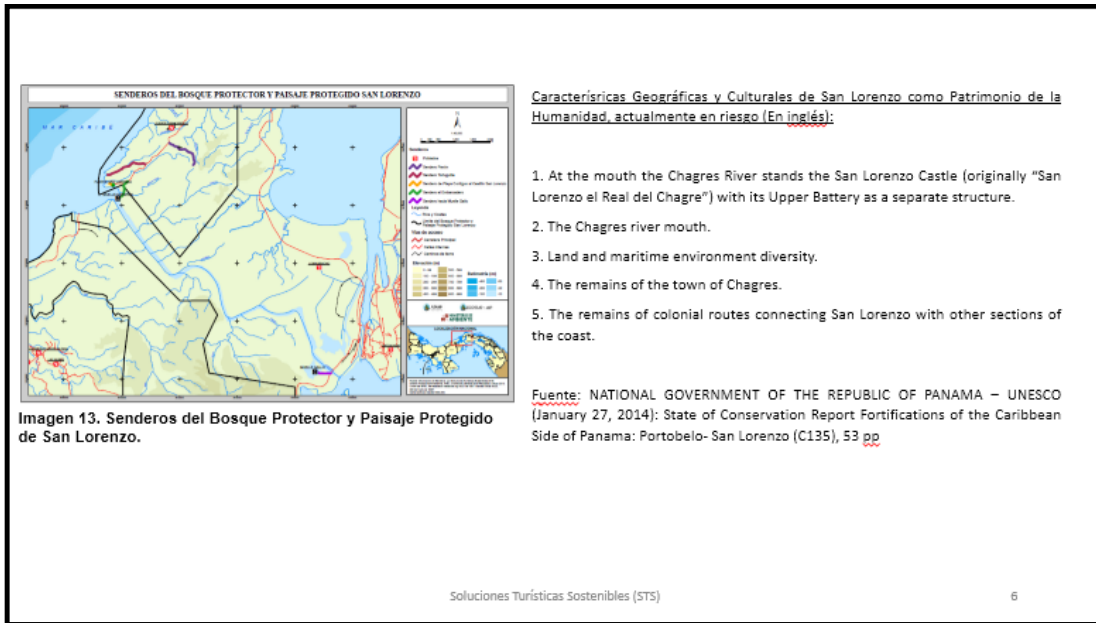 SENDEROS DEL BOSQUE PROTECTOR Y PAISAJE PROTEGIDO SAN LORENZO
MAR CARIBE
Imagen 13. Senderos del Bosque Protector y Paisaje Protegido
de San Lorenzo.
Caracterísricas Geográficas y Culturales de San Lorenzo como Patrimonio de la
Humanidad, actualmente en riesgo (En inglés):
1. At the mouth the Chagres River stands the San Lorenzo Castle (originally “San
Lorenzo el Real del Chagre”) with its Upper Battery as a separate structure.
2. The Chagres river mouth.
3. Land and maritime environment diversity.
4. The remains of the town of Chagres.
5. The remains of colonial routes connecting San Lorenzo with other sections of
the coast.
Fuente: NATIONAL GOVERNMENT OF THE REPUBLIC OF PANAMA – UNESCO
(January 27, 2014): State of Conservation Report Fortifications of the Caribbean
Side of Panama: Portobelo- San Lorenzo (C135), 53 pp
Soluciones Turísticas Sostenibles (STS)
6